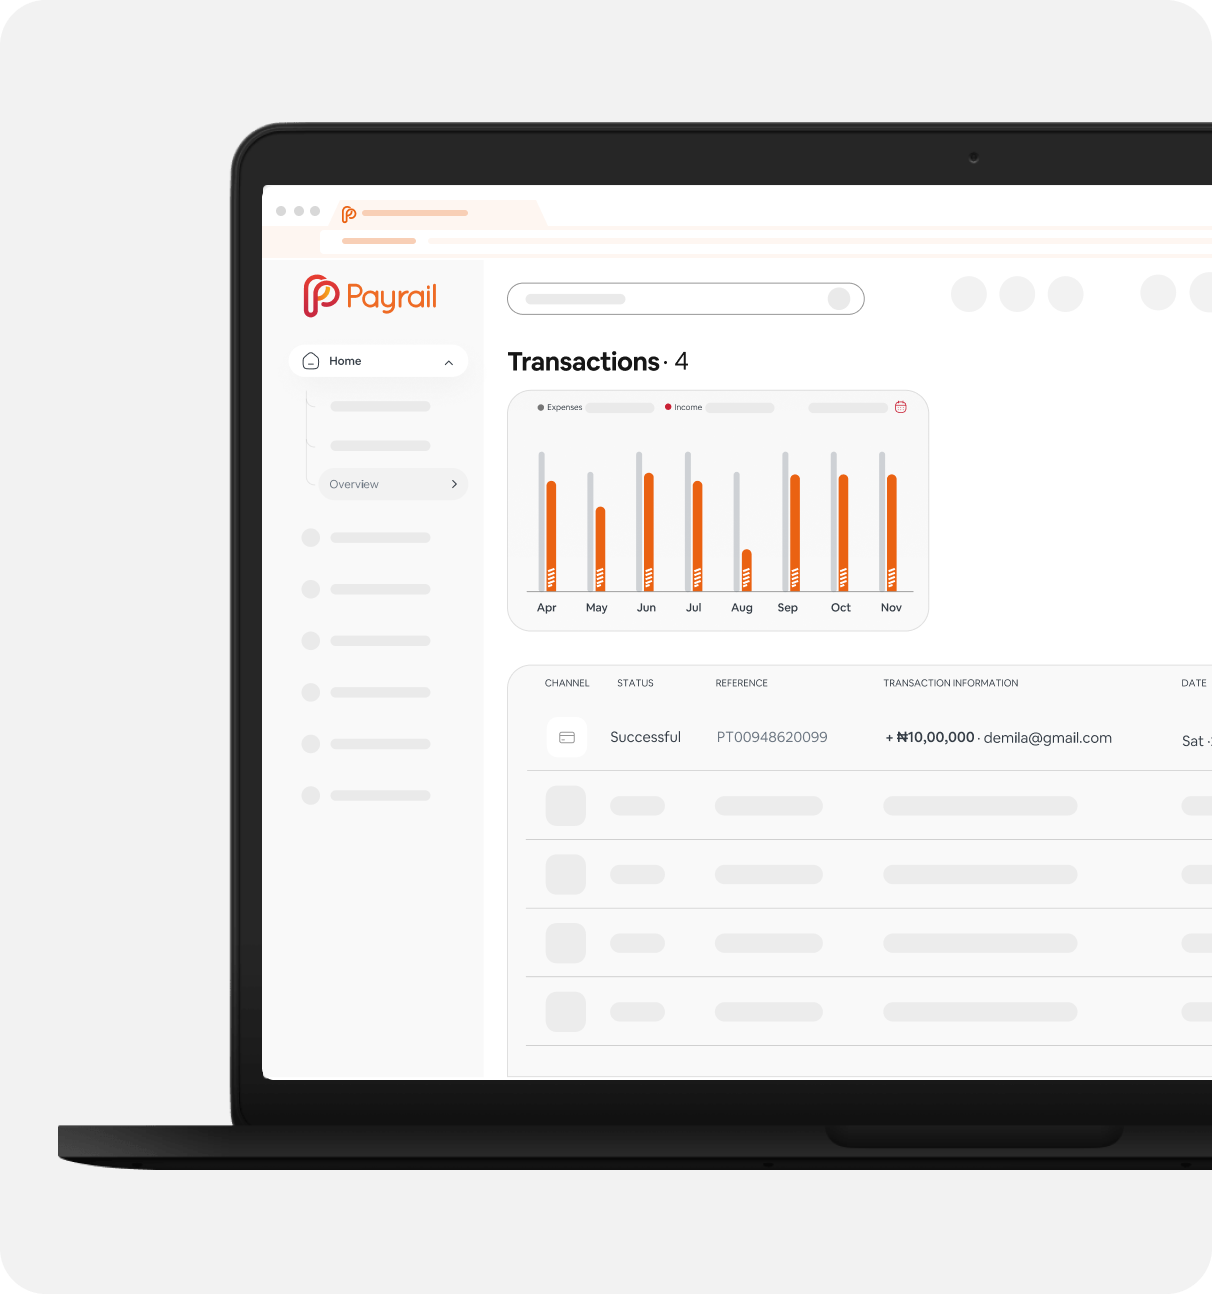 Payrail
Home
Overview
Transactions · 4
Expenses
Income
Apr May Jun Jul Aug Sep Oct Nov
CHANNEL STATUS REFERENCE TRANSACTION INFORMATION DATE
Successful PT00948620099 + ₦10,00,000 · demila@gmail.com Sat ·